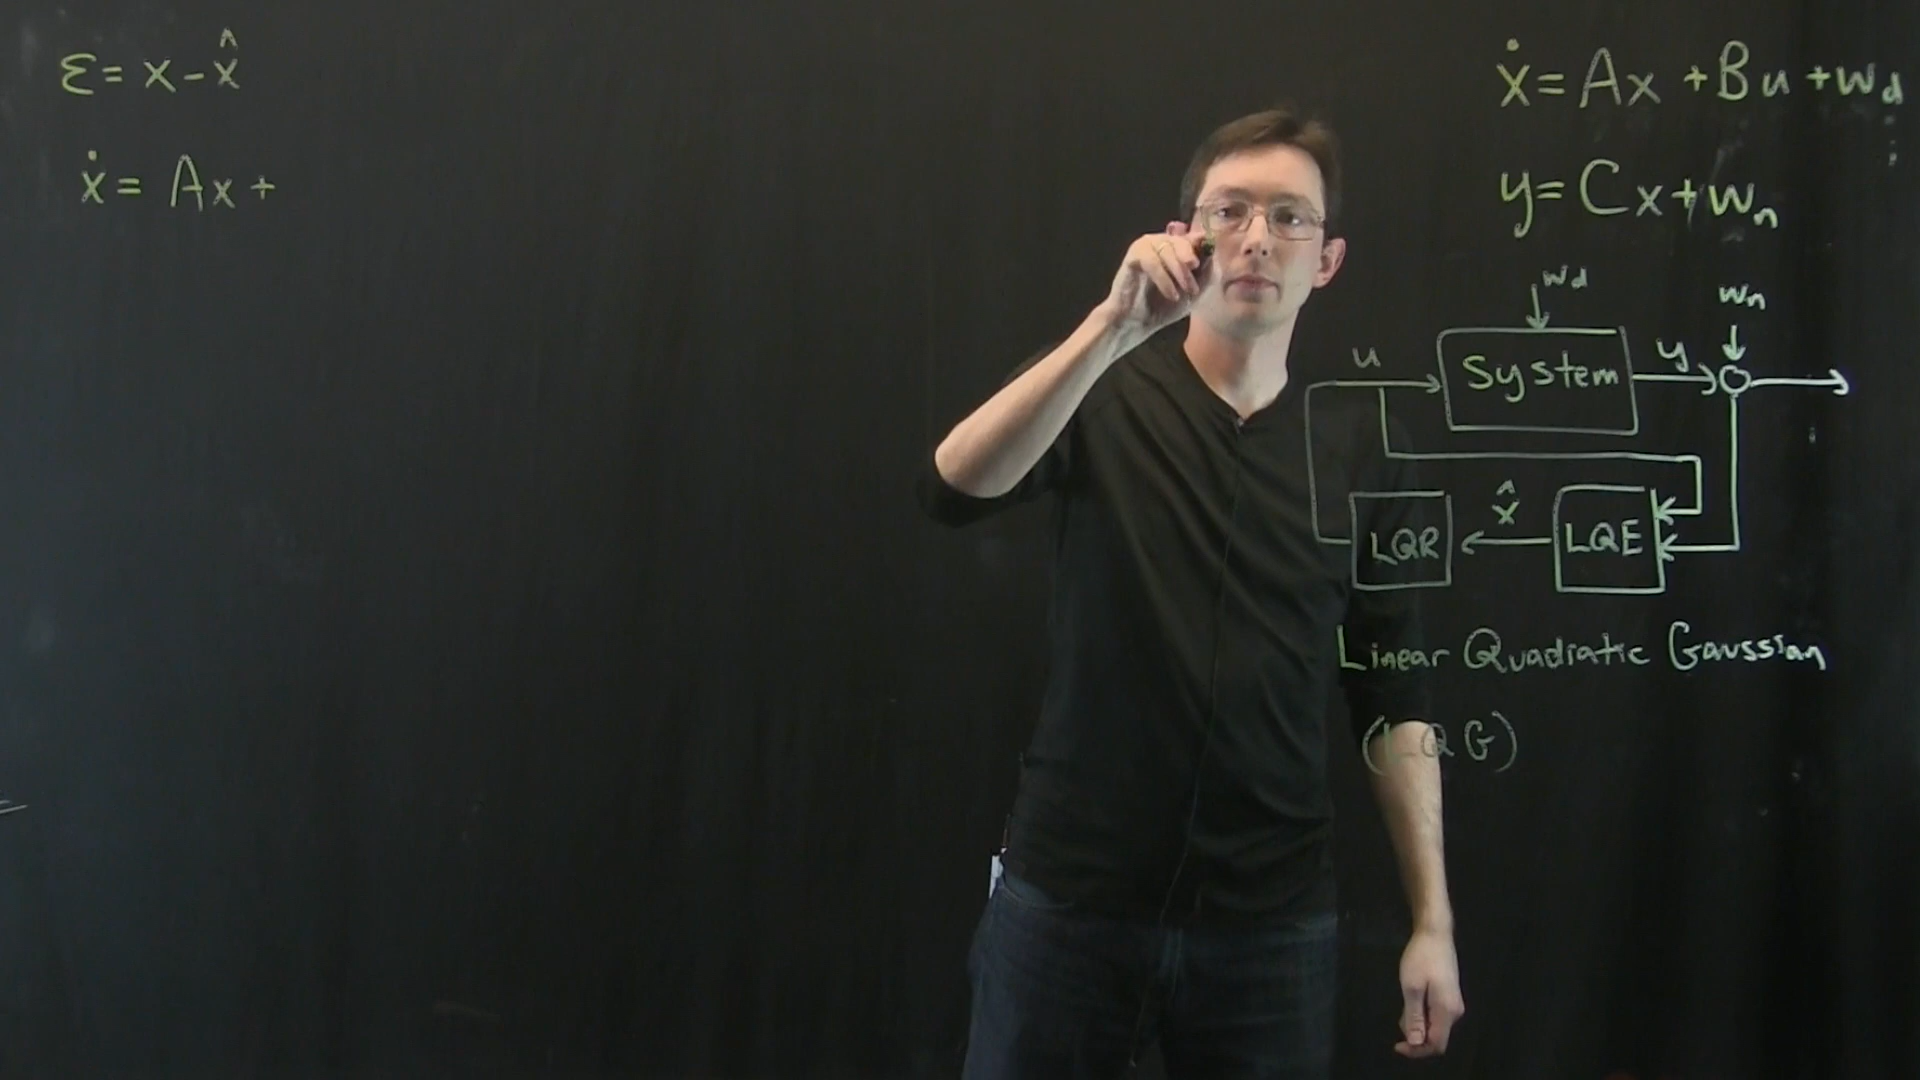 ε = x - x̂
ẋ = Ax +
ẋ = Ax + Bu + w_d
y = Cx + w_n
w_d
w_n
u
System
y
LQR
x̂
LQE
Linear Quadratic Gaussian
(LQG)